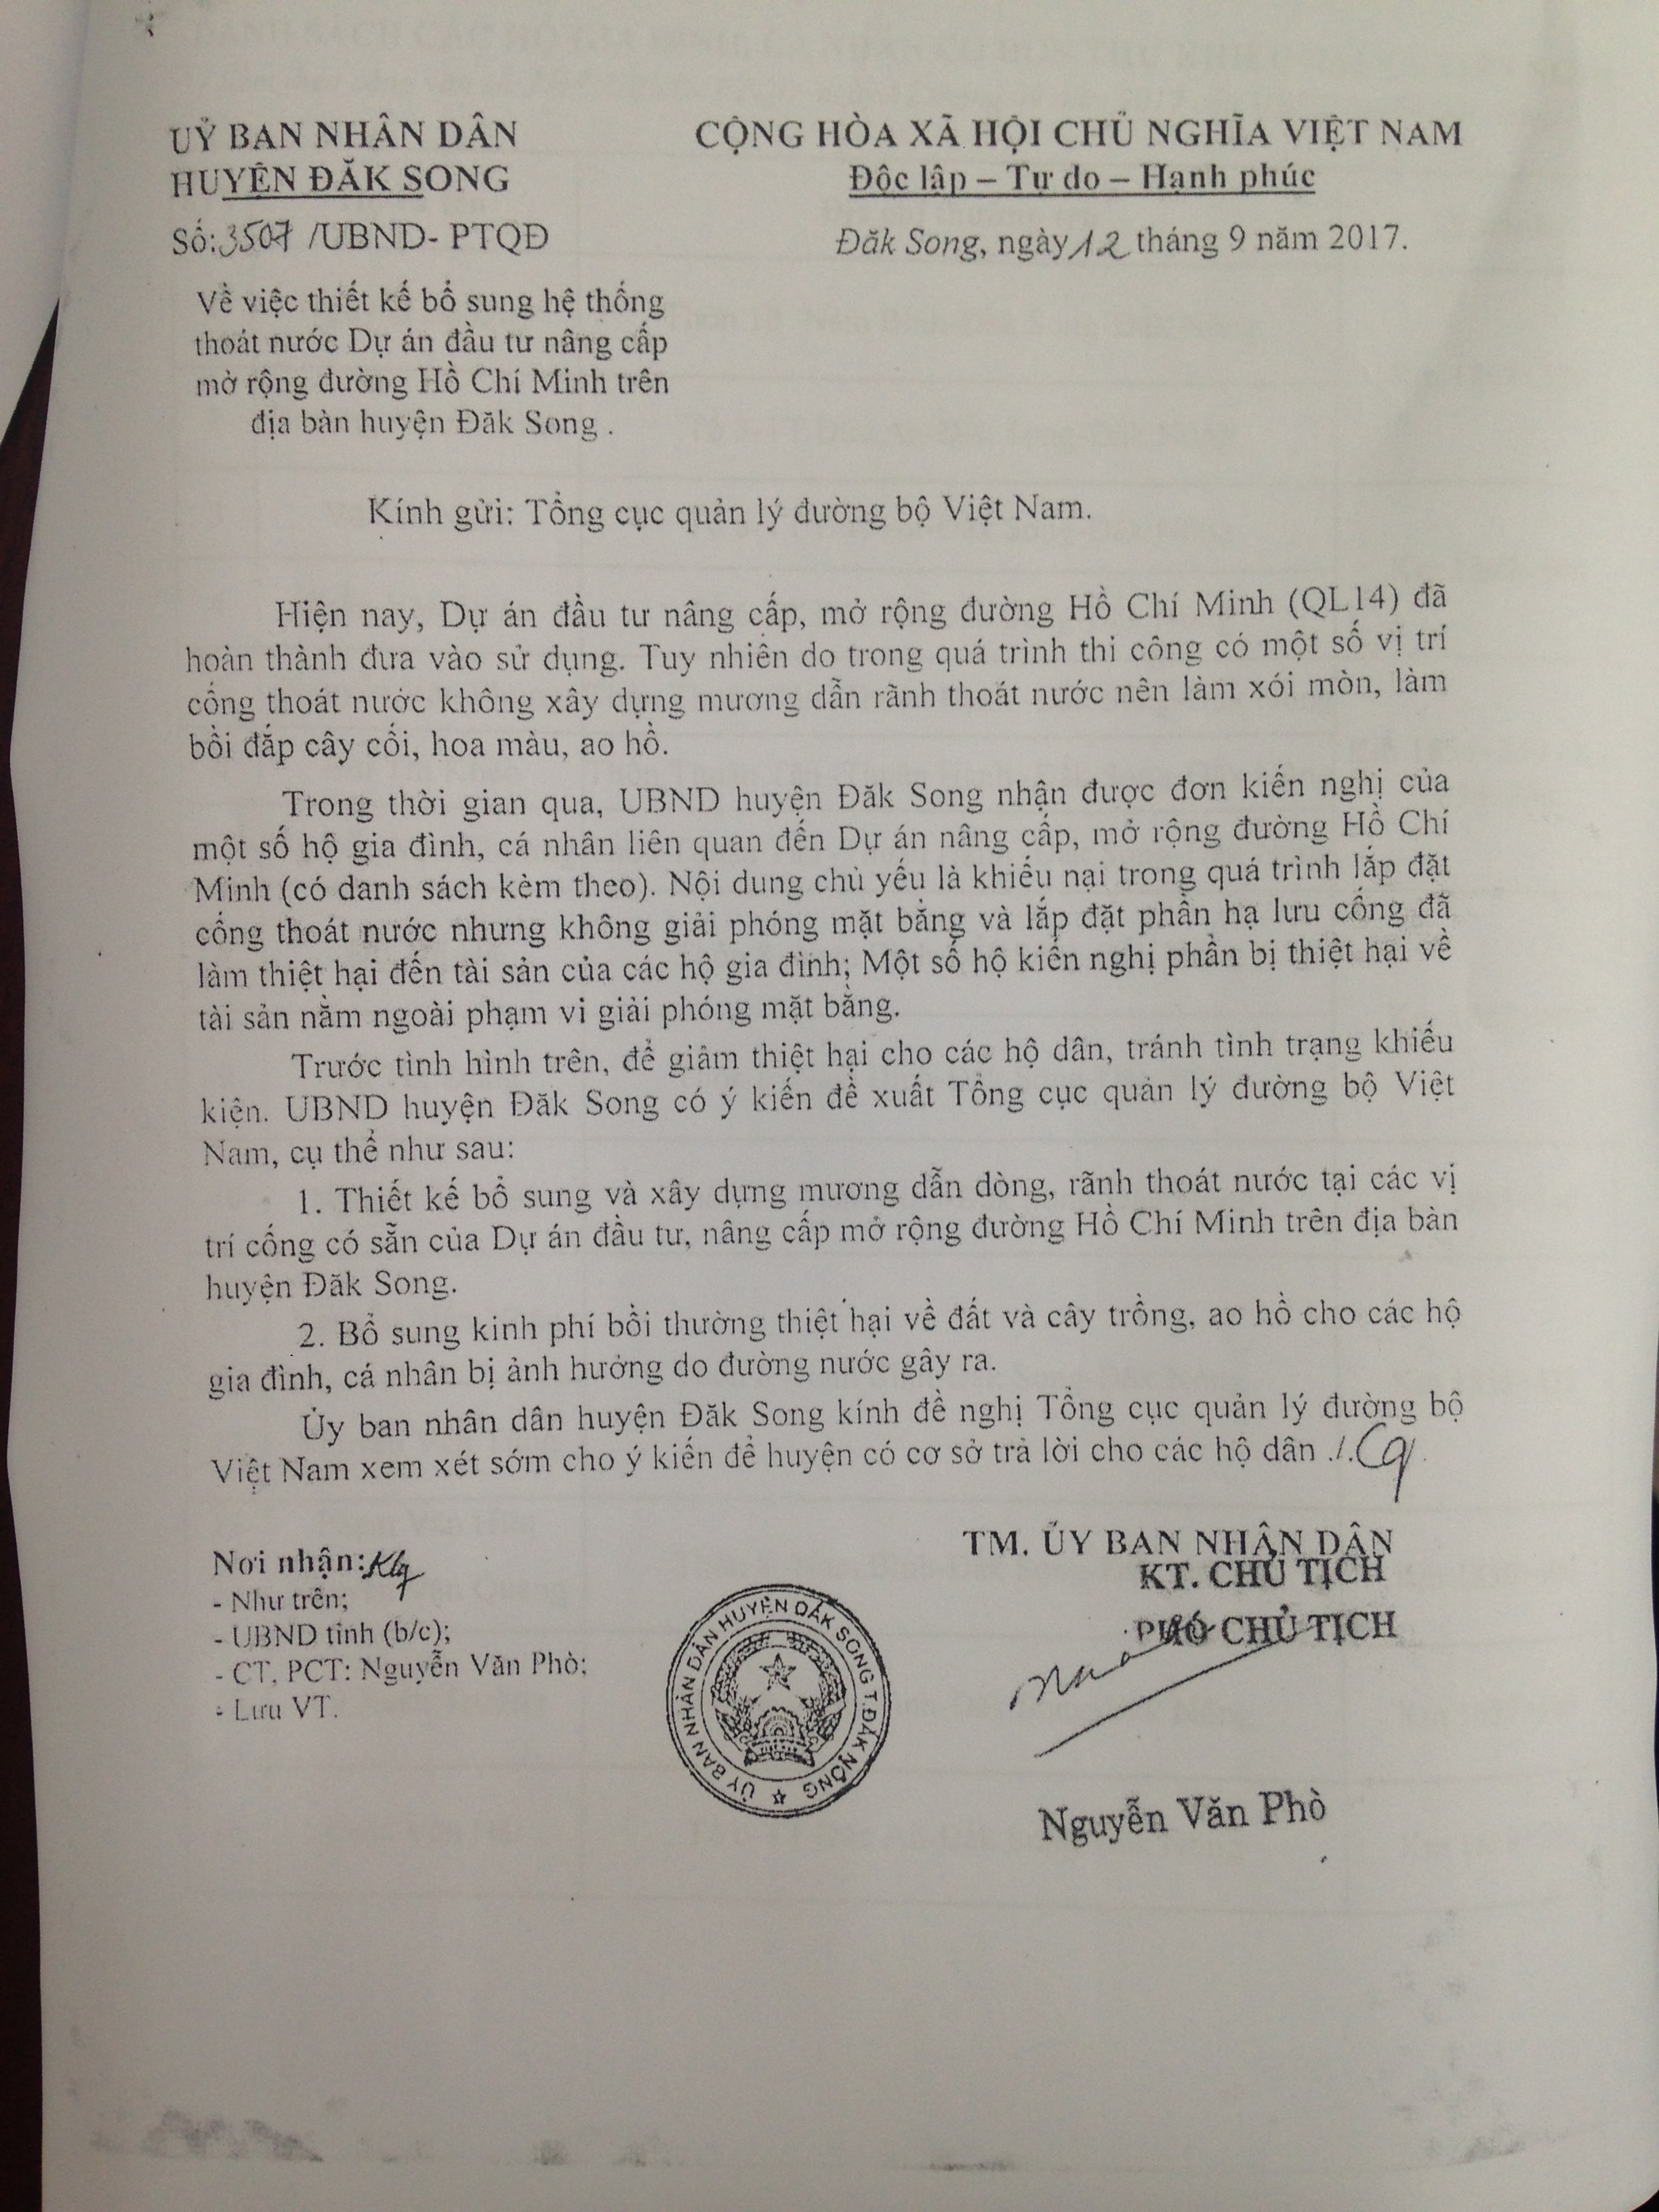 UỶ BAN NHÂN DÂN
HUYỆN ĐĂK SONG
CỘNG HÒA XÃ HỘI CHỦ NGHĨA VIỆT NAM
Độc lập – Tự do – Hạnh phúc
Số: 3507 /UBND- PTQĐ
Đăk Song, ngày 12 tháng 9 năm 2017.
Về việc thiết kế bổ sung hệ thống
thoát nước Dự án đầu tư nâng cấp
mở rộng đường Hồ Chí Minh trên
địa bàn huyện Đăk Song .
Kính gửi: Tổng cục quản lý đường bộ Việt Nam.
Hiện nay, Dự án đầu tư nâng cấp, mở rộng đường Hồ Chí Minh (QL14) đã
hoàn thành đưa vào sử dụng. Tuy nhiên do trong quá trình thi công có một số vị trí
cống thoát nước không xây dựng mương dẫn rãnh thoát nước nên làm xói mòn, làm
bồi đắp cây cối, hoa màu, ao hồ.
Trong thời gian qua, UBND huyện Đăk Song nhận được đơn kiến nghị của
một số hộ gia đình, cá nhân liên quan đến Dự án nâng cấp, mở rộng đường Hồ Chí
Minh (có danh sách kèm theo). Nội dung chủ yếu là khiếu nại trong quá trình lắp đặt
cống thoát nước nhưng không giải phóng mặt bằng và lắp đặt phần hạ lưu cống đã
làm thiệt hại đến tài sản của các hộ gia đình; Một số hộ kiến nghị phần bị thiệt hại về
tài sản nằm ngoài phạm vi giải phóng mặt bằng.
Trước tình hình trên, để giảm thiệt hại cho các hộ dân, tránh tình trạng khiếu
kiện. UBND huyện Đăk Song có ý kiến đề xuất Tổng cục quản lý đường bộ Việt
Nam, cụ thể như sau:
1. Thiết kế bổ sung và xây dựng mương dẫn dòng, rãnh thoát nước tại các vị
trí cống có sẵn của Dự án đầu tư, nâng cấp mở rộng đường Hồ Chí Minh trên địa bàn
huyện Đăk Song.
2. Bổ sung kinh phí bồi thường thiệt hại về đất và cây trồng, ao hồ cho các hộ
gia đình, cá nhân bị ảnh hưởng do đường nước gây ra.
Ủy ban nhân dân huyện Đăk Song kính đề nghị Tổng cục quản lý đường bộ
Việt Nam xem xét sớm cho ý kiến để huyện có cơ sở trả lời cho các hộ dân ./.
TM. ỦY BAN NHÂN DÂN
KT. CHỦ TỊCH
PHÓ CHỦ TỊCH
Nơi nhận:
- Như trên;
- UBND tỉnh (b/c);
- CT, PCT: Nguyễn Văn Phò;
- Lưu VT.
ỦY BAN NHÂN DÂN HUYỆN ĐĂK SONG T.ĐĂK NÔNG
Nguyễn Văn Phò